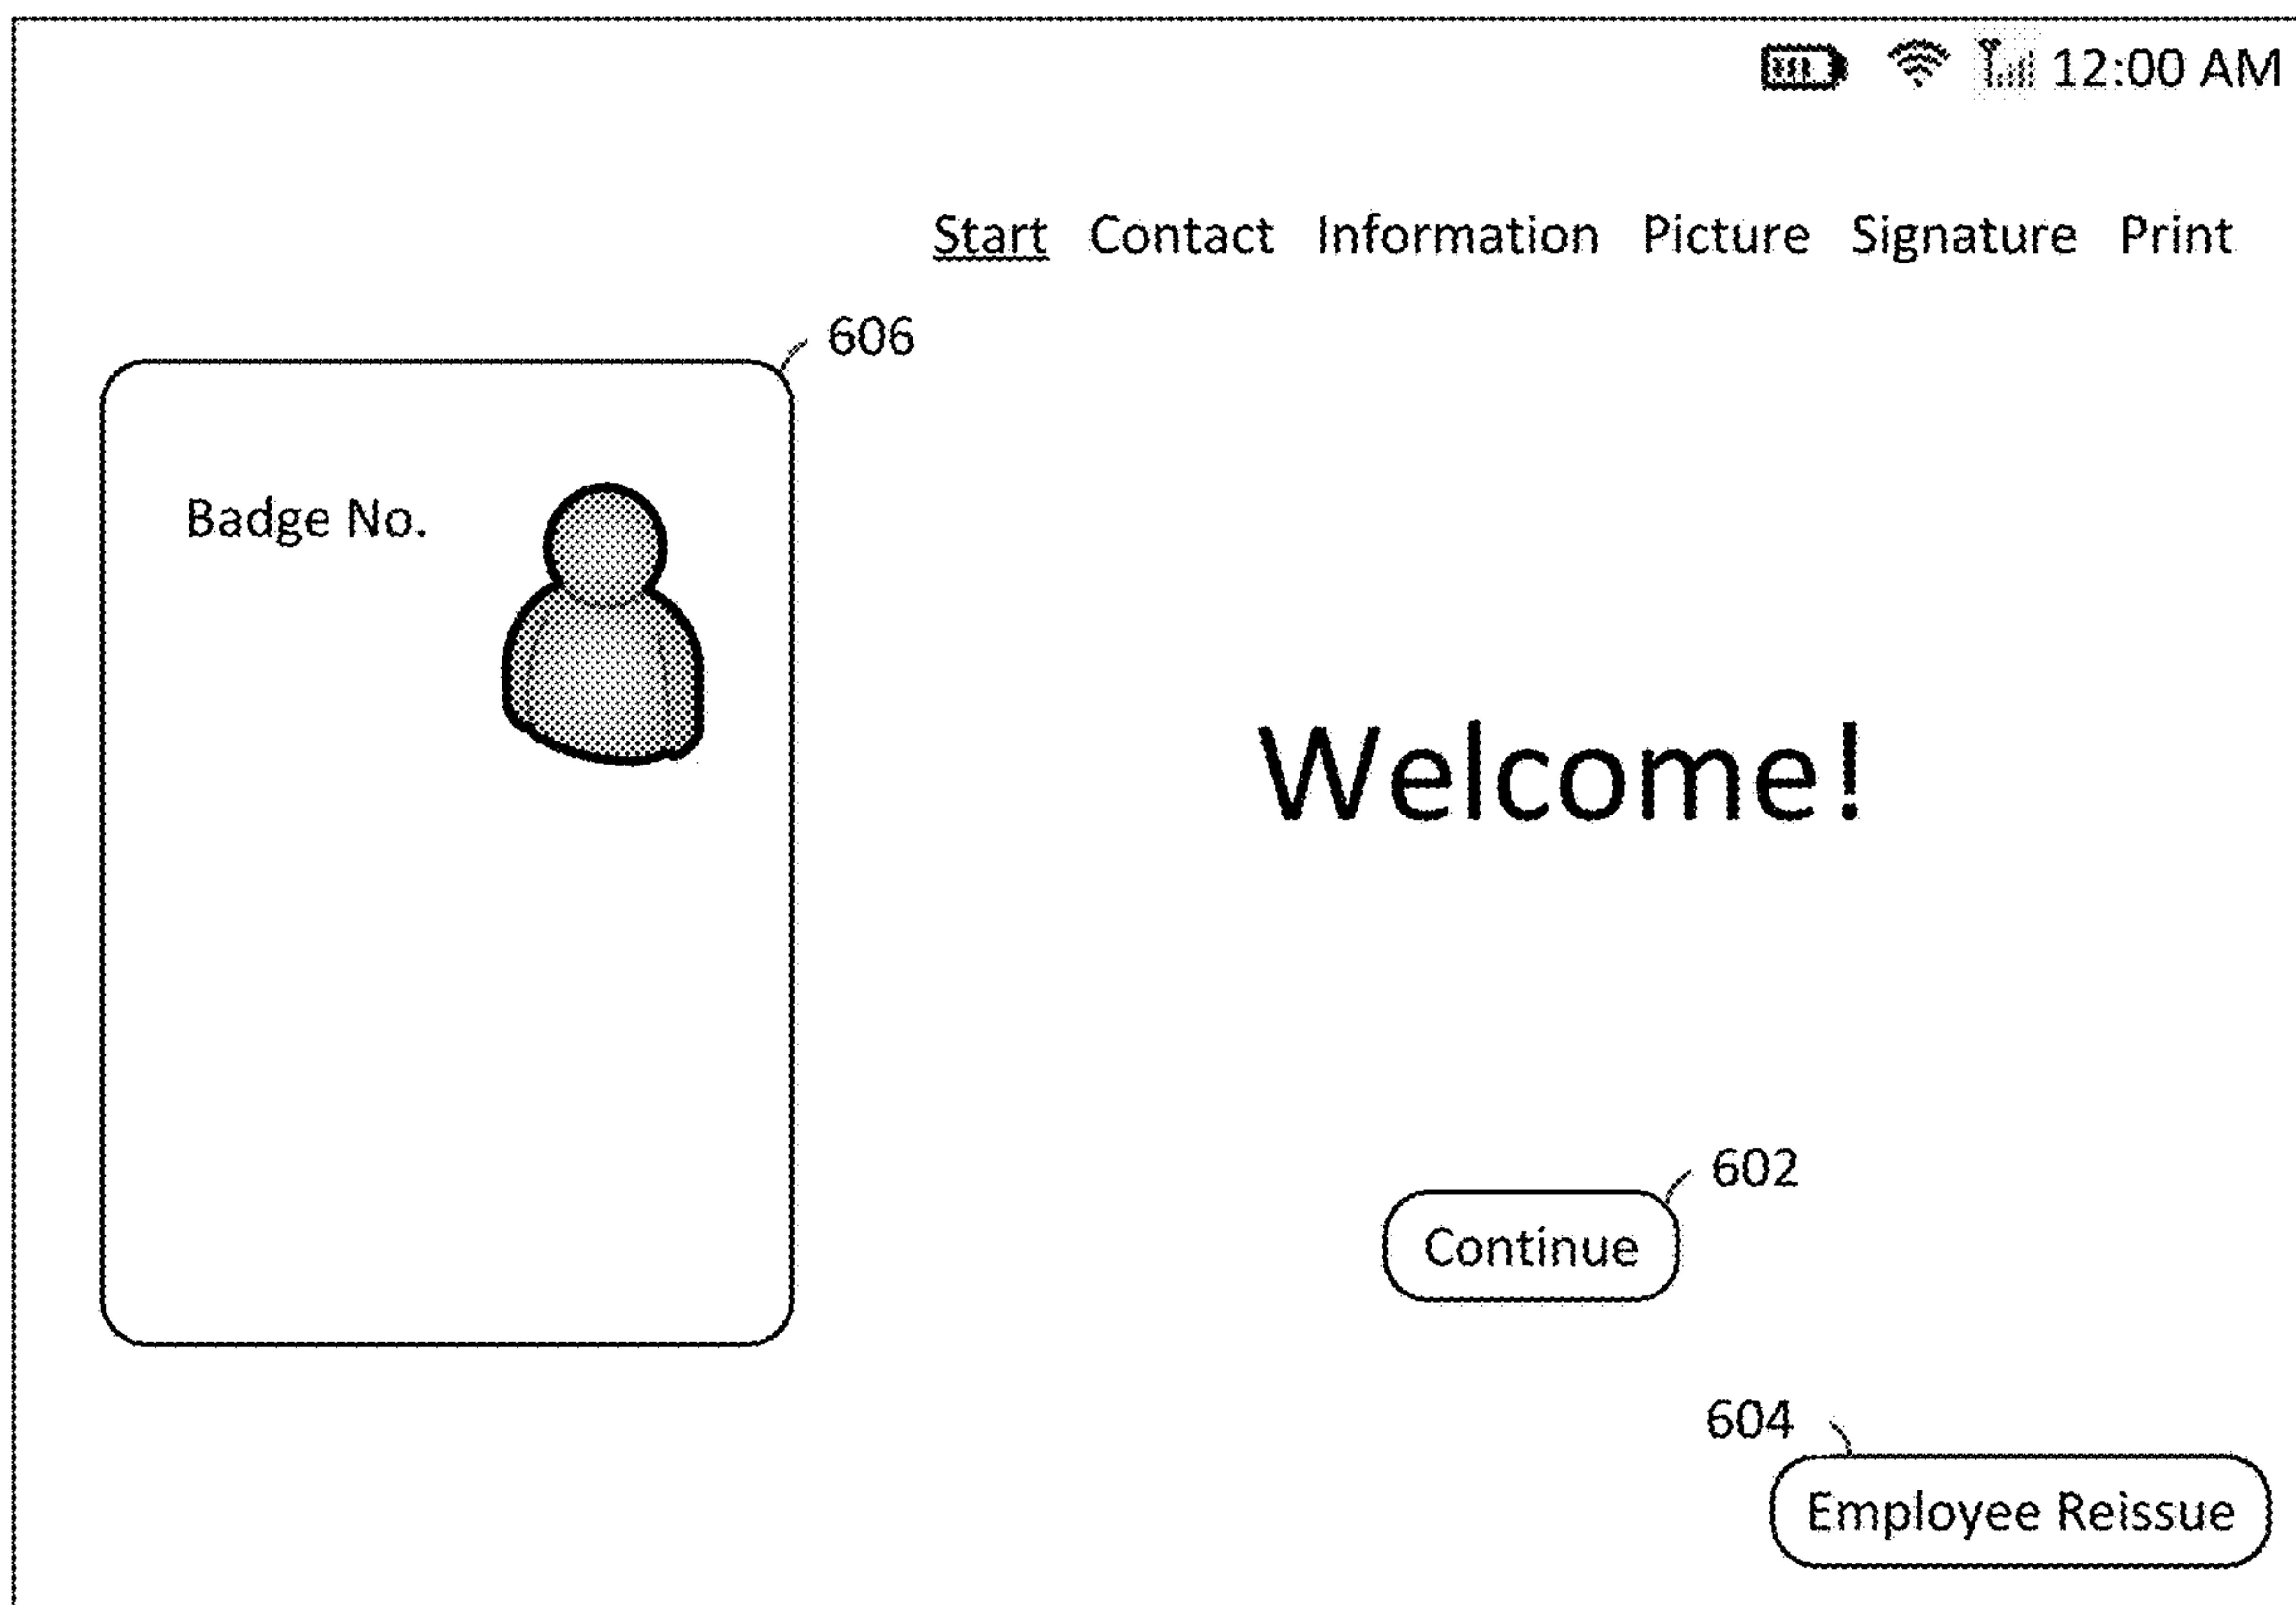 12:00 AM
Start Contact Information Picture Signature Print
606
Badge No.
Welcome!
602
Continue
604
Employee Reissue